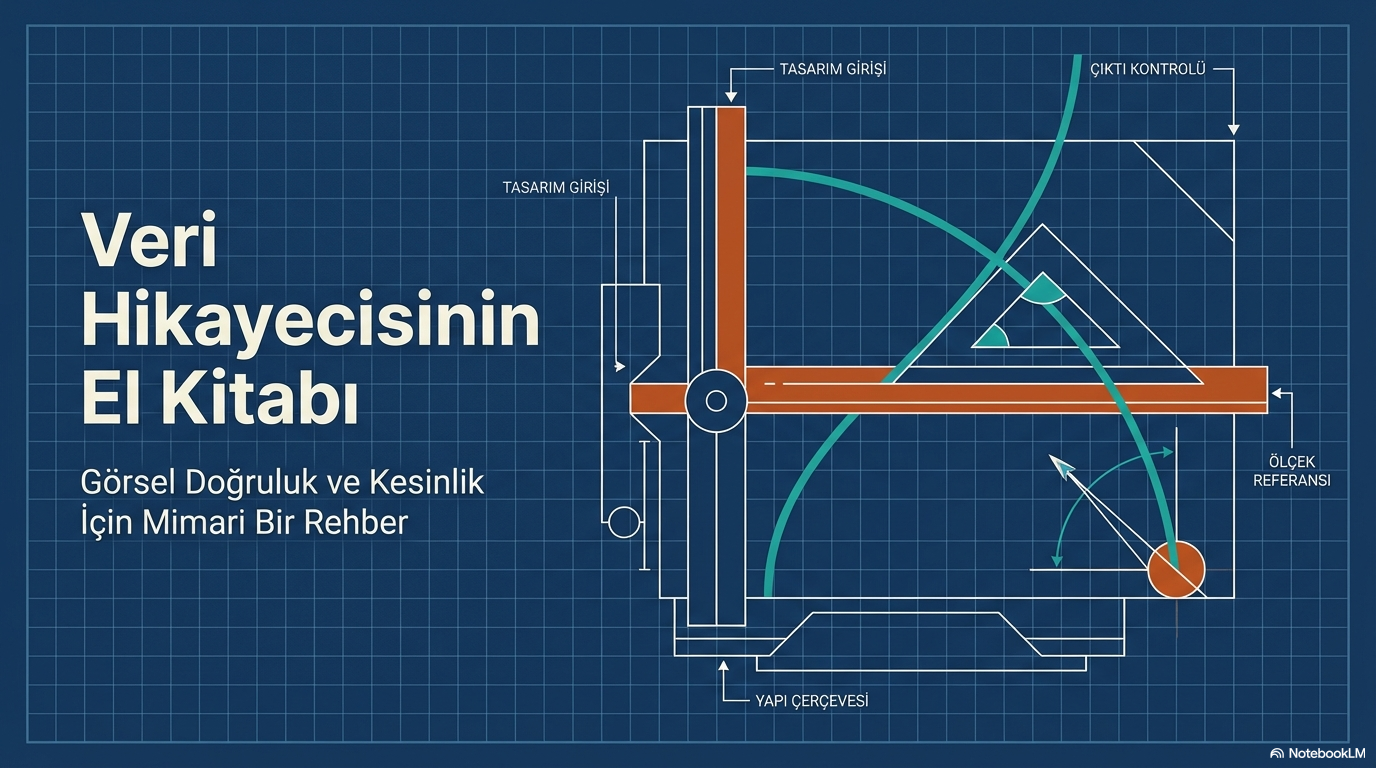 Veri
Hikayecisinin
El Kitabı
Görsel Doğruluk ve Kesinlik
İçin Mimari Bir Rehber
TASARIM GİRİŞİ
ÇIKTI KONTROLÜ
TASARIM GİRİŞİ
ÖLÇEK
REFERANSI
YAPI ÇERÇEVESİ
NotebookLM